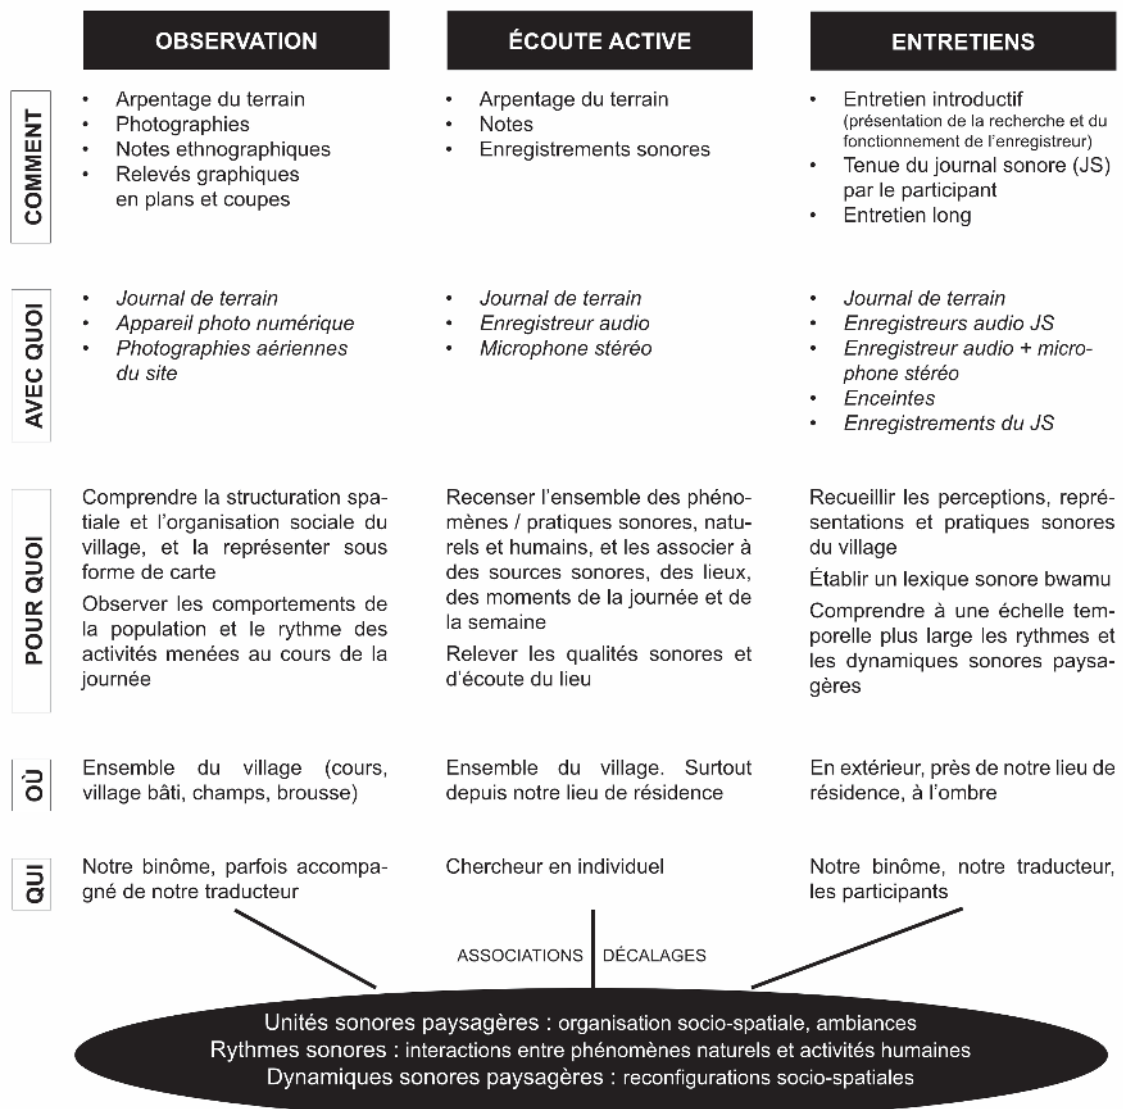 OBSERVATION
ÉCOUTE ACTIVE
ENTRETIENS
COMMENT
• Arpentage du terrain
• Photographies
• Notes ethnographiques
• Relevés graphiques
en plans et coupes
• Arpentage du terrain
• Notes
• Enregistrements sonores
• Entretien introductif
(présentation de la recherche et du
fonctionnement de l'enregistreur)
• Tenue du journal sonore (JS)
par le participant
• Entretien long
AVEC QUOI
• Journal de terrain
• Appareil photo numérique
• Photographies aériennes
du site
• Journal de terrain
• Enregistreur audio
• Microphone stéréo
• Journal de terrain
• Enregistreurs audio JS
• Enregistreur audio + micro-
phone stéréo
• Enceintes
• Enregistrements du JS
POUR QUOI
Comprendre la structuration spa-
tiale et l'organisation sociale du
village, et la représenter sous
forme de carte
Observer les comportements de
la population et le rythme des
activités menées au cours de la
journée
Recenser l'ensemble des phéno-
mènes / pratiques sonores, natu-
rels et humains, et les associer à
des sources sonores, des lieux,
des moments de la journée et de
la semaine
Relever les qualités sonores et
d'écoute du lieu
Recueillir les perceptions, repré-
sentations et pratiques sonores
du village
Établir un lexique sonore bwamu
Comprendre à une échelle tem-
porelle plus large les rythmes et
les dynamiques sonores paysa-
gères
OÙ
Ensemble du village (cours,
village bâti, champs, brousse)
Ensemble du village. Surtout
depuis notre lieu de résidence
En extérieur, près de notre lieu de
résidence, à l'ombre
QUI
Notre binôme, parfois accompa-
gné de notre traducteur
Chercheur en individuel
Notre binôme, notre traducteur,
les participants
ASSOCIATIONS
DÉCALAGES
Unités sonores paysagères : organisation socio-spatiale, ambiances
Rythmes sonores : interactions entre phénomènes naturels et activités humaines
Dynamiques sonores paysagères : reconfigurations socio-spatiales